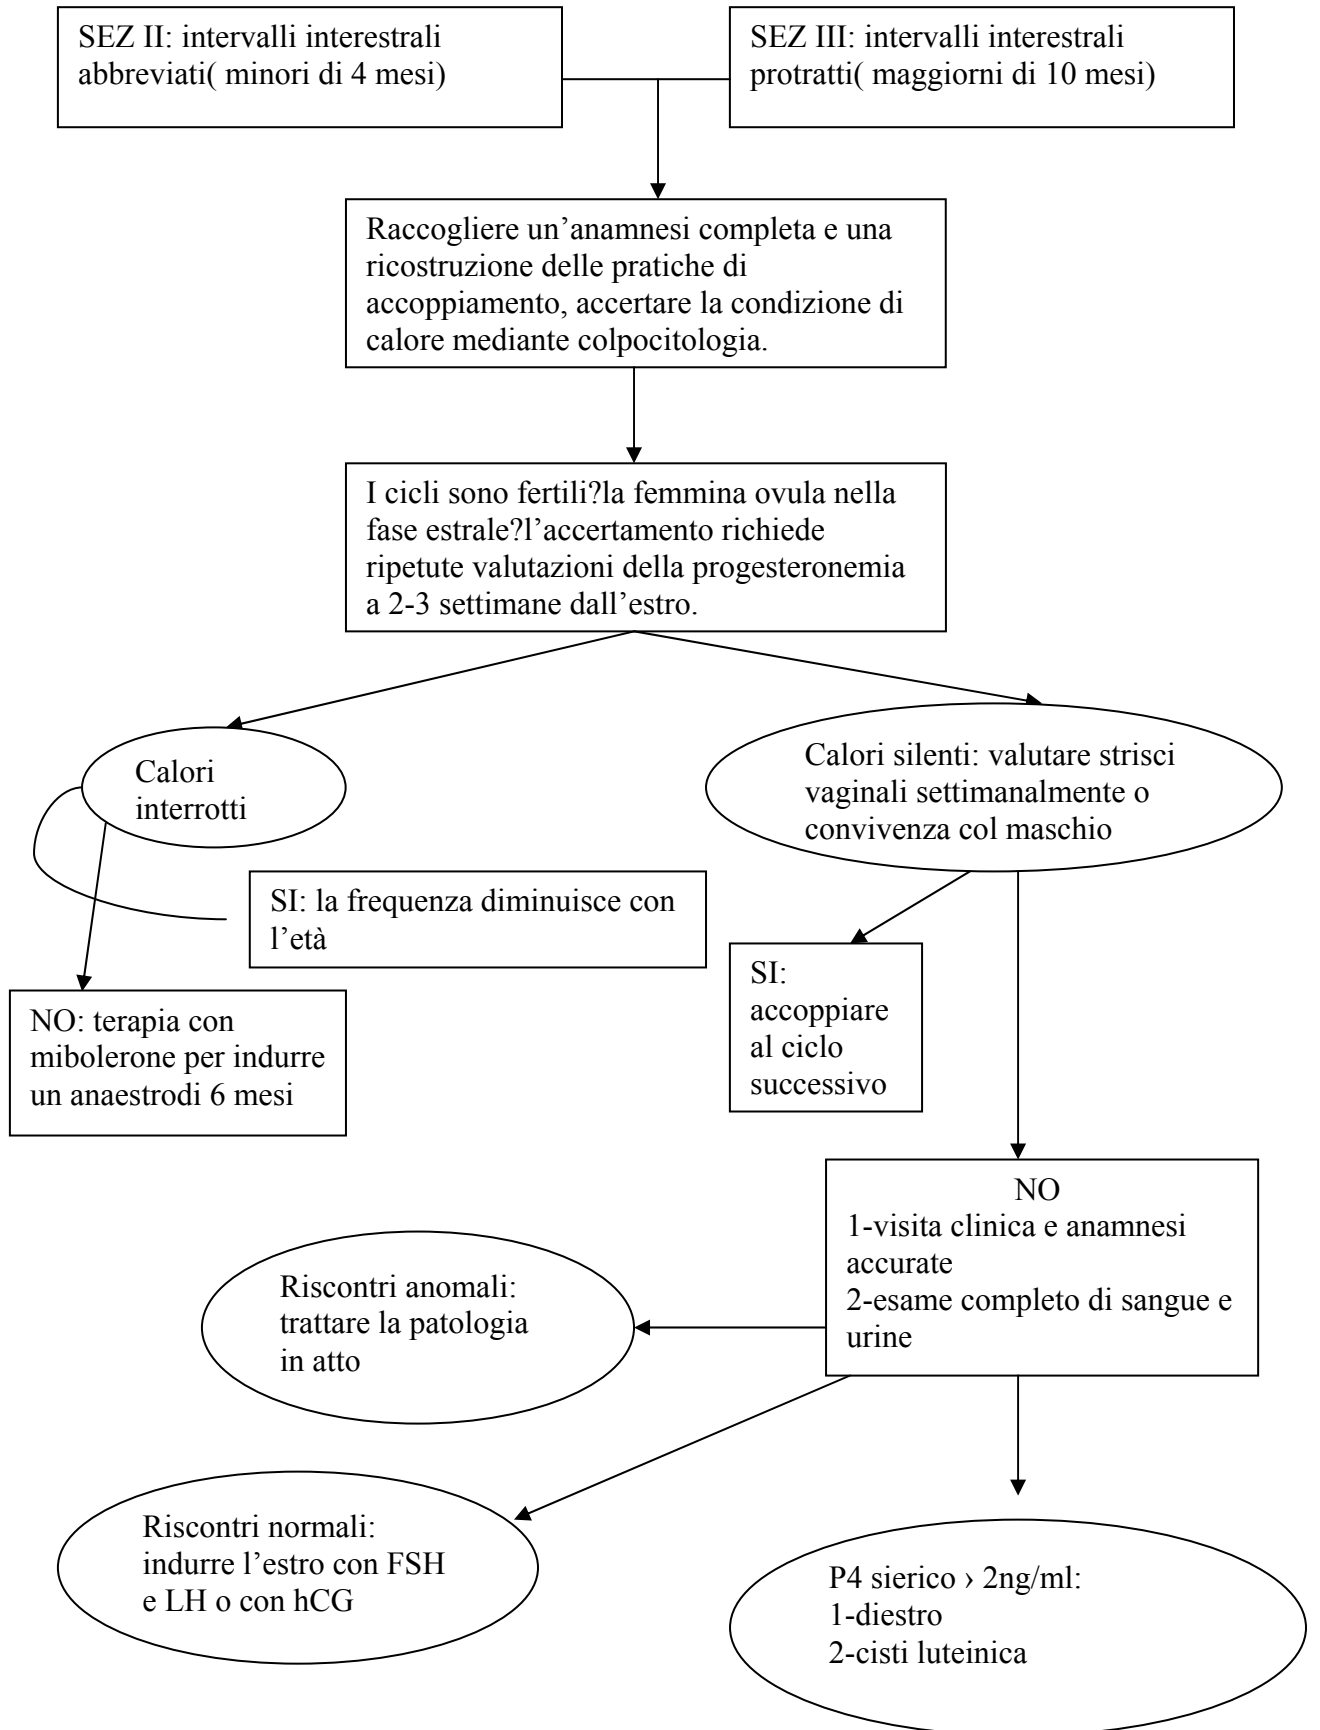 SEZ II: intervalli interestrali
abbreviati( minori di 4 mesi)
SEZ III: intervalli interestrali
protratti( maggiorni di 10 mesi)
Raccogliere un’anamnesi completa e una
ricostruzione delle pratiche di
accoppiamento, accertare la condizione di
calore mediante colpocitologia.
I cicli sono fertili?la femmina ovula nella
fase estrale?l’accertamento richiede
ripetute valutazioni della progesteronemia
a 2-3 settimane dall’estro.
Calori
interrotti
Calori silenti: valutare strisci
vaginali settimanalmente o
convivenza col maschio
SI: la frequenza diminuisce con
l’età
NO: terapia con
mibolerone per indurre
un anaestrodi 6 mesi
SI:
accoppiare
al ciclo
successivo
NO
1-visita clinica e anamnesi
accurate
2-esame completo di sangue e
urine
Riscontri anomali:
trattare la patologia
in atto
Riscontri normali:
indurre l’estro con FSH
e LH o con hCG
P4 sierico › 2ng/ml:
1-diestro
2-cisti luteinica